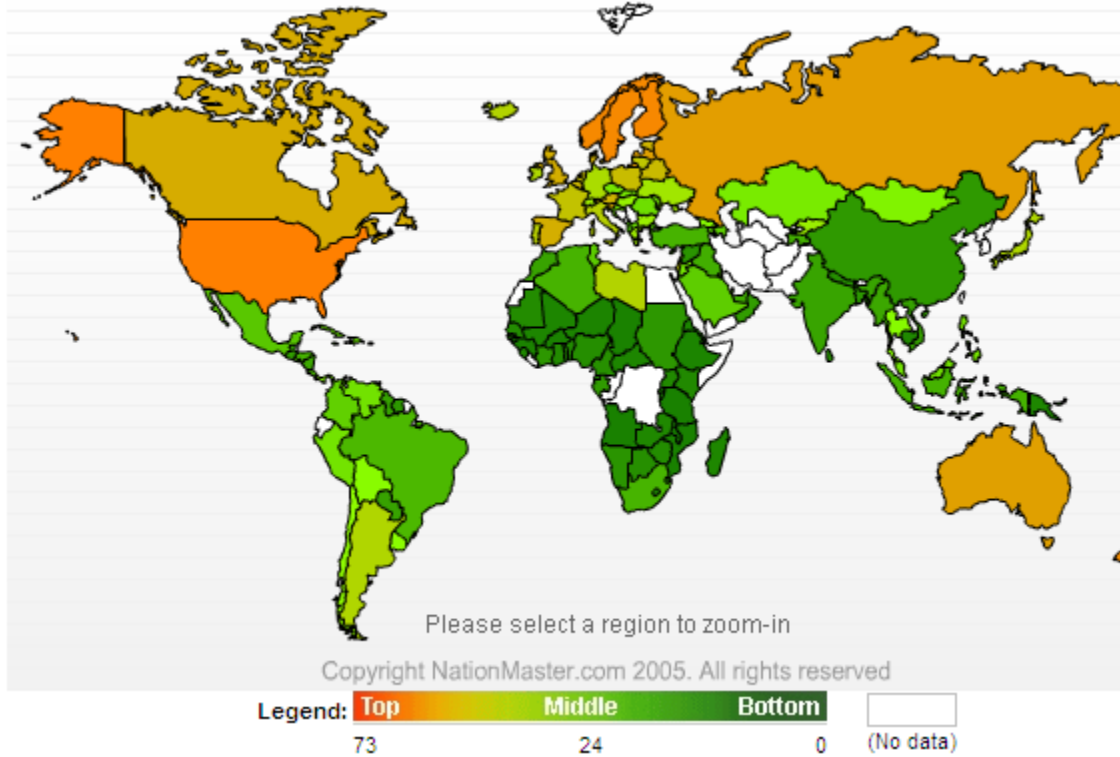 Please select a region to zoom-in
Copyright NationMaster.com 2005. All rights reserved
Legend: Top Middle Bottom
73 24 0 (No data)